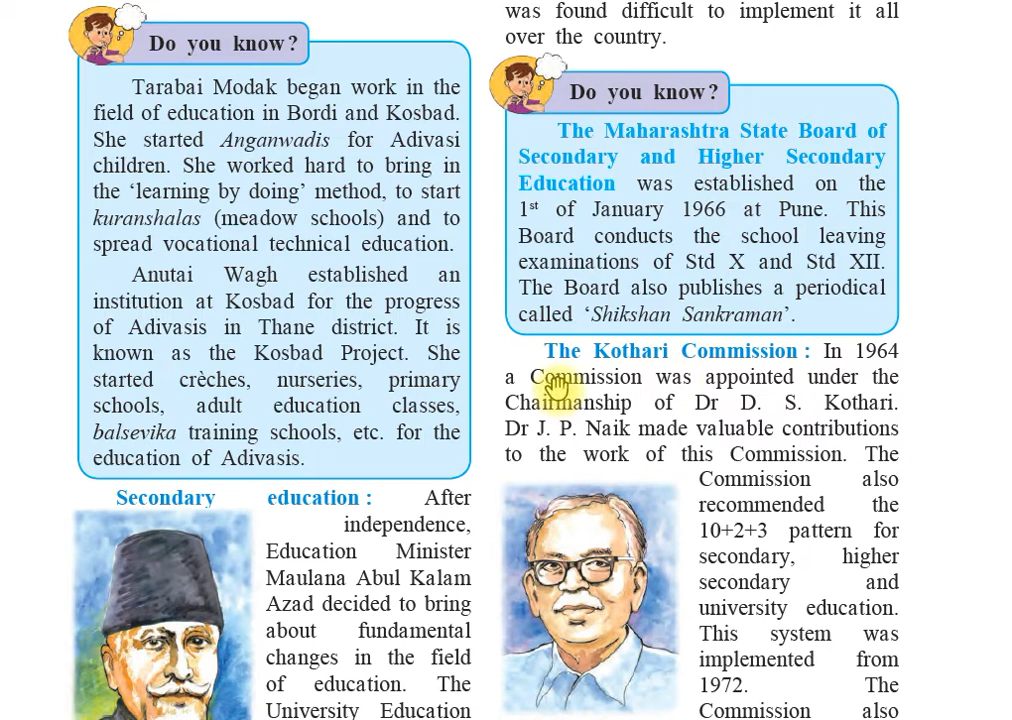 Do you know?
Tarabai Modak began work in the
field of education in Bordi and Kosbad.
She started Anganwadis for Adivasi
children. She worked hard to bring in
the ‘learning by doing’ method, to start
kuranshalas (meadow schools) and to
spread vocational technical education.
Anutai Wagh established an
institution at Kosbad for the progress
of Adivasis in Thane district. It is
known as the Kosbad Project. She
started crèches, nurseries, primary
schools, adult education classes,
balsevika training schools, etc. for the
education of Adivasis.
Secondary education : After
independence,
Education Minister
Maulana Abul Kalam
Azad decided to bring
about fundamental
changes in the field
of education. The
University Education
was found difficult to implement it all
over the country.
Do you know?
The Maharashtra State Board of
Secondary and Higher Secondary
Education was established on the
1st of January 1966 at Pune. This
Board conducts the school leaving
examinations of Std X and Std XII.
The Board also publishes a periodical
called ‘Shikshan Sankraman’.
The Kothari Commission : In 1964
a Commission was appointed under the
Chairmanship of Dr D. S. Kothari.
Dr J. P. Naik made valuable contributions
to the work of this Commission. The
Commission also
recommended the
10+2+3 pattern for
secondary, higher
secondary and
university education.
This system was
implemented from
1972. The
Commission also